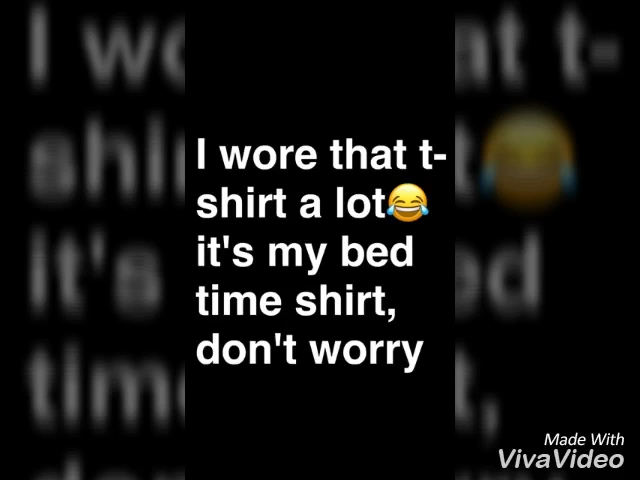 I wore that t-
shirt a lot😂
it's my bed
time shirt,
don't worry
Made With
VivaVideo